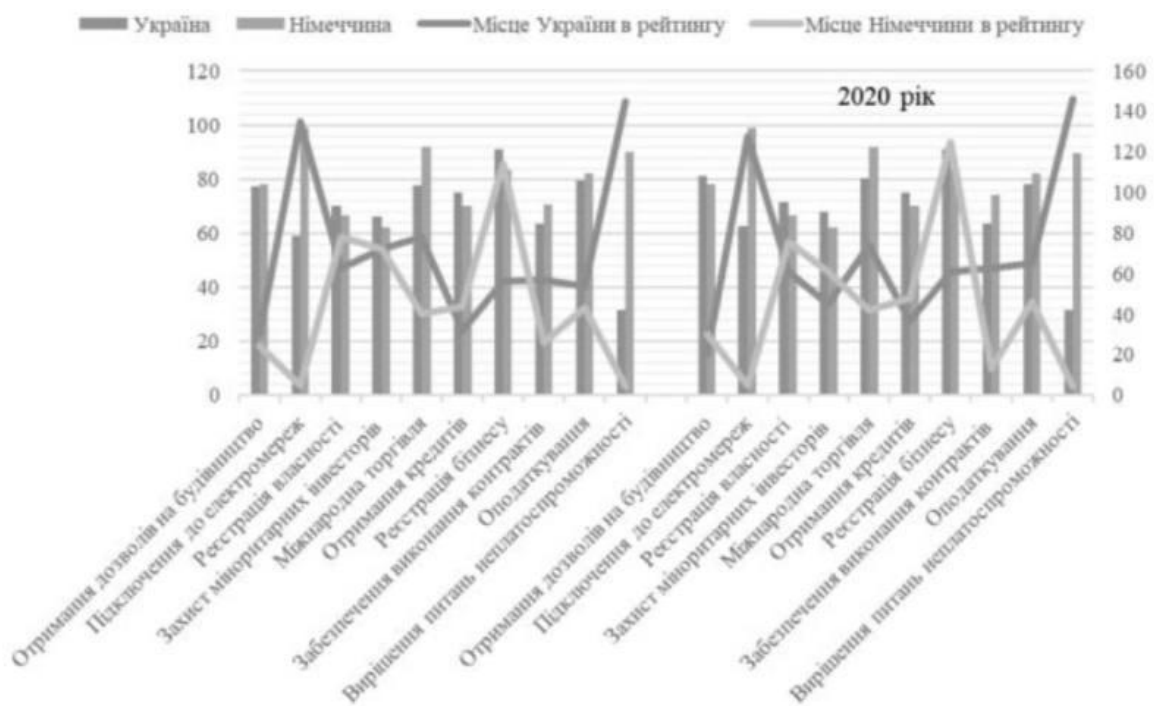 Україна Німеччина Місце України в рейтингу Місце Німеччини в рейтингу
120 160
2020 рік
140
100
120
80
100
60
80
60
40
40
20
20
0 0
Отримання дозволів на будівництво
Підключення до електромереж
Реєстрація власності
Захист міноритарних інвесторів
Міжнародна торгівля
Отримання кредитів
Реєстрація бізнесу
Забезпечення виконання контрактів
Оподаткування
Вирішення питань неплатоспроможності
Отримання дозволів на будівництво
Підключення до електромереж
Реєстрація власності
Захист міноритарних інвесторів
Міжнародна торгівля
Отримання кредитів
Реєстрація бізнесу
Забезпечення виконання контрактів
Оподаткування
Вирішення питань неплатоспроможності